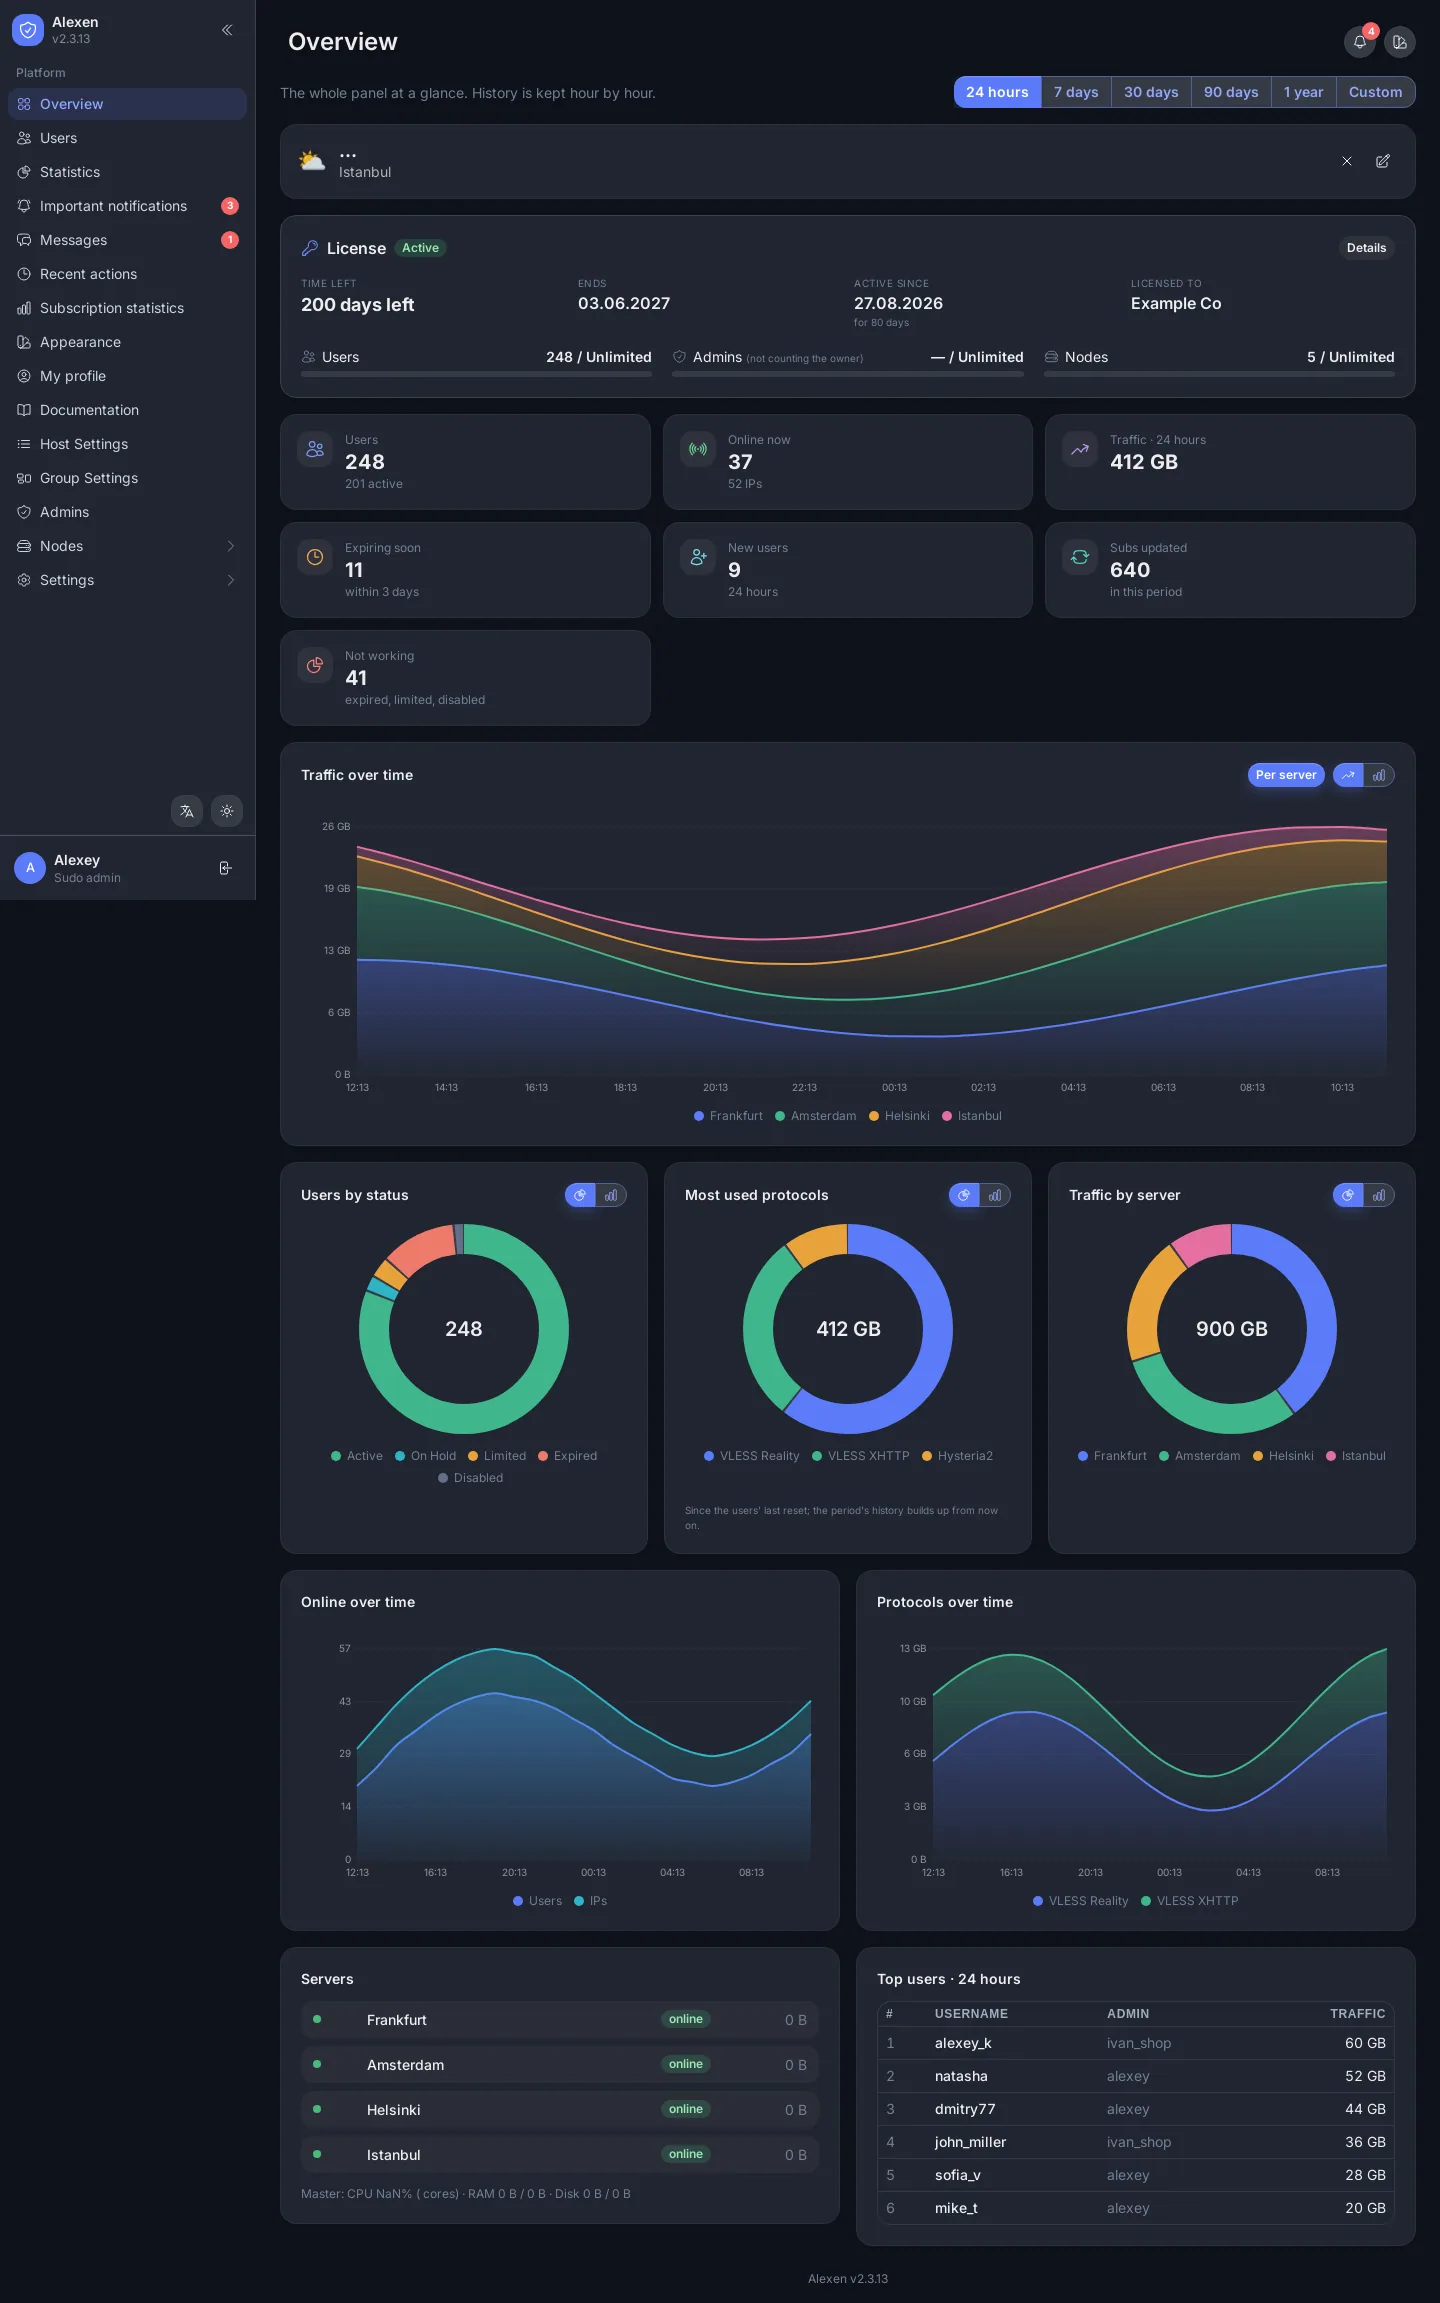 Alexen
v2.3.13
Platform
Overview
Users
Statistics
Important notifications 3
Messages 1
Recent actions
Subscription statistics
Appearance
My profile
Documentation
Host Settings
Group Settings
Admins
Nodes
Settings
A
Alexey
Sudo admin
Overview
4
The whole panel at a glance. History is kept hour by hour.
24 hours 7 days 30 days 90 days 1 year Custom
...
Istanbul
License Active Details
TIME LEFT ENDS ACTIVE SINCE LICENSED TO
200 days left 03.06.2027 27.08.2026 Example Co
for 80 days
Users 248 / Unlimited Admins (not counting the owner) — / Unlimited Nodes 5 / Unlimited
Users
248
201 active
Online now
37
52 IPs
Traffic · 24 hours
412 GB
Expiring soon
11
within 3 days
New users
9
24 hours
Subs updated
640
in this period
Not working
41
expired, limited, disabled
Traffic over time Per server
26 GB
19 GB
13 GB
6 GB
0 B
12:13 14:13 16:13 18:13 20:13 22:13 00:13 02:13 04:13 06:13 08:13 10:13
Frankfurt Amsterdam Helsinki Istanbul
Users by status
248
Active On Hold Limited Expired
Disabled
Most used protocols
412 GB
VLESS Reality VLESS XHTTP Hysteria2
Since the users' last reset; the period's history builds up from now
on.
Traffic by server
900 GB
Frankfurt Amsterdam Helsinki Istanbul
Online over time
57
43
29
14
0
12:13 16:13 20:13 00:13 04:13 08:13
Users IPs
Protocols over time
13 GB
10 GB
6 GB
3 GB
0 B
12:13 16:13 20:13 00:13 04:13 08:13
VLESS Reality VLESS XHTTP
Servers
Frankfurt online 0 B
Amsterdam online 0 B
Helsinki online 0 B
Istanbul online 0 B
Master: CPU NaN% ( cores) · RAM 0 B / 0 B · Disk 0 B / 0 B
Top users · 24 hours
# USERNAME ADMIN TRAFFIC
1 alexey_k ivan_shop 60 GB
2 natasha alexey 52 GB
3 dmitry77 alexey 44 GB
4 john_miller ivan_shop 36 GB
5 sofia_v alexey 28 GB
6 mike_t alexey 20 GB
Alexen v2.3.13